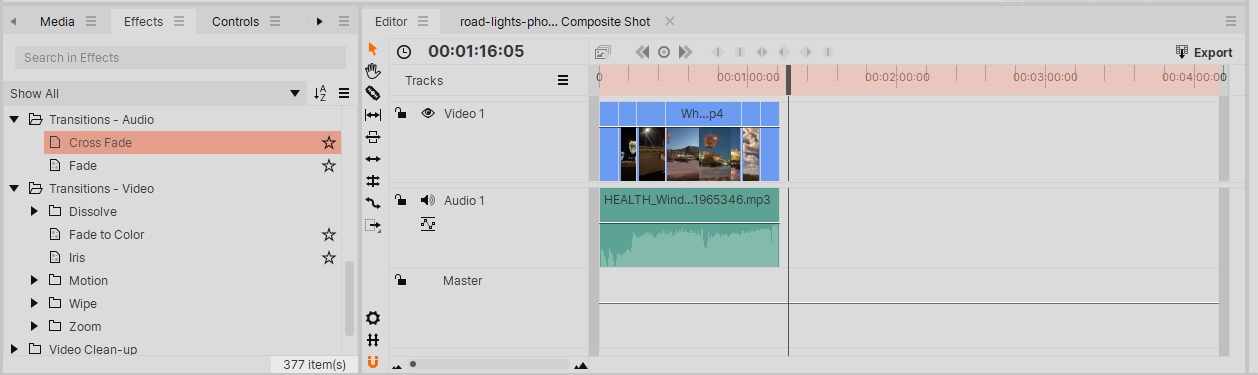 Media Effects Controls
Editor road-lights-pho... Composite Shot
Search in Effects
00:01:16:05
Export
Tracks
0 00:01:00:00 00:02:00:00 00:03:00:00 00:04:00:00
Show All
A
Z
Transitions - Audio
Cross Fade
Fade
Transitions - Video
Dissolve
Fade to Color
Iris
Motion
Wipe
Zoom
Video Clean-up
377 item(s)
Video 1
Wh...p4
Audio 1
HEALTH_Wind...1965346.mp3
Master